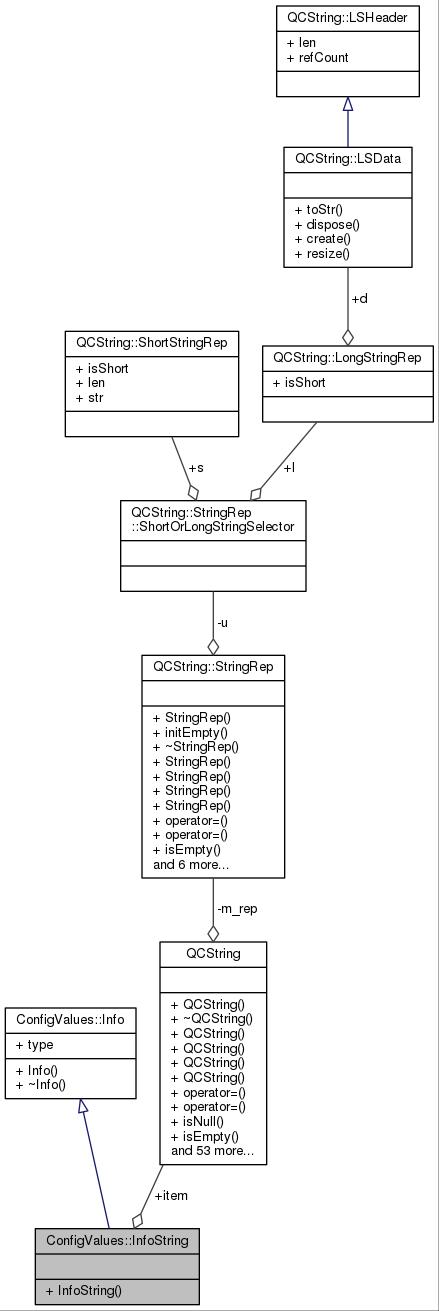 QCString::LSHeader
+ len
+ refCount
QCString::LSData
+ toStr()
+ dispose()
+ create()
+ resize()
+d
QCString::ShortStringRep
+ isShort
+ len
+ str
QCString::LongStringRep
+ isShort
+s
+l
QCString::StringRep
::ShortOrLongStringSelector
-u
QCString::StringRep
+ StringRep()
+ initEmpty()
+ ~StringRep()
+ StringRep()
+ StringRep()
+ StringRep()
+ StringRep()
+ operator=()
+ operator=()
+ isEmpty()
and 6 more...
-m_rep
QCString
+ QCString()
+ ~QCString()
+ QCString()
+ QCString()
+ QCString()
+ QCString()
+ operator=()
+ operator=()
+ isNull()
+ isEmpty()
and 53 more...
ConfigValues::Info
+ type
+ Info()
+ ~Info()
+item
ConfigValues::InfoString
+ InfoString()